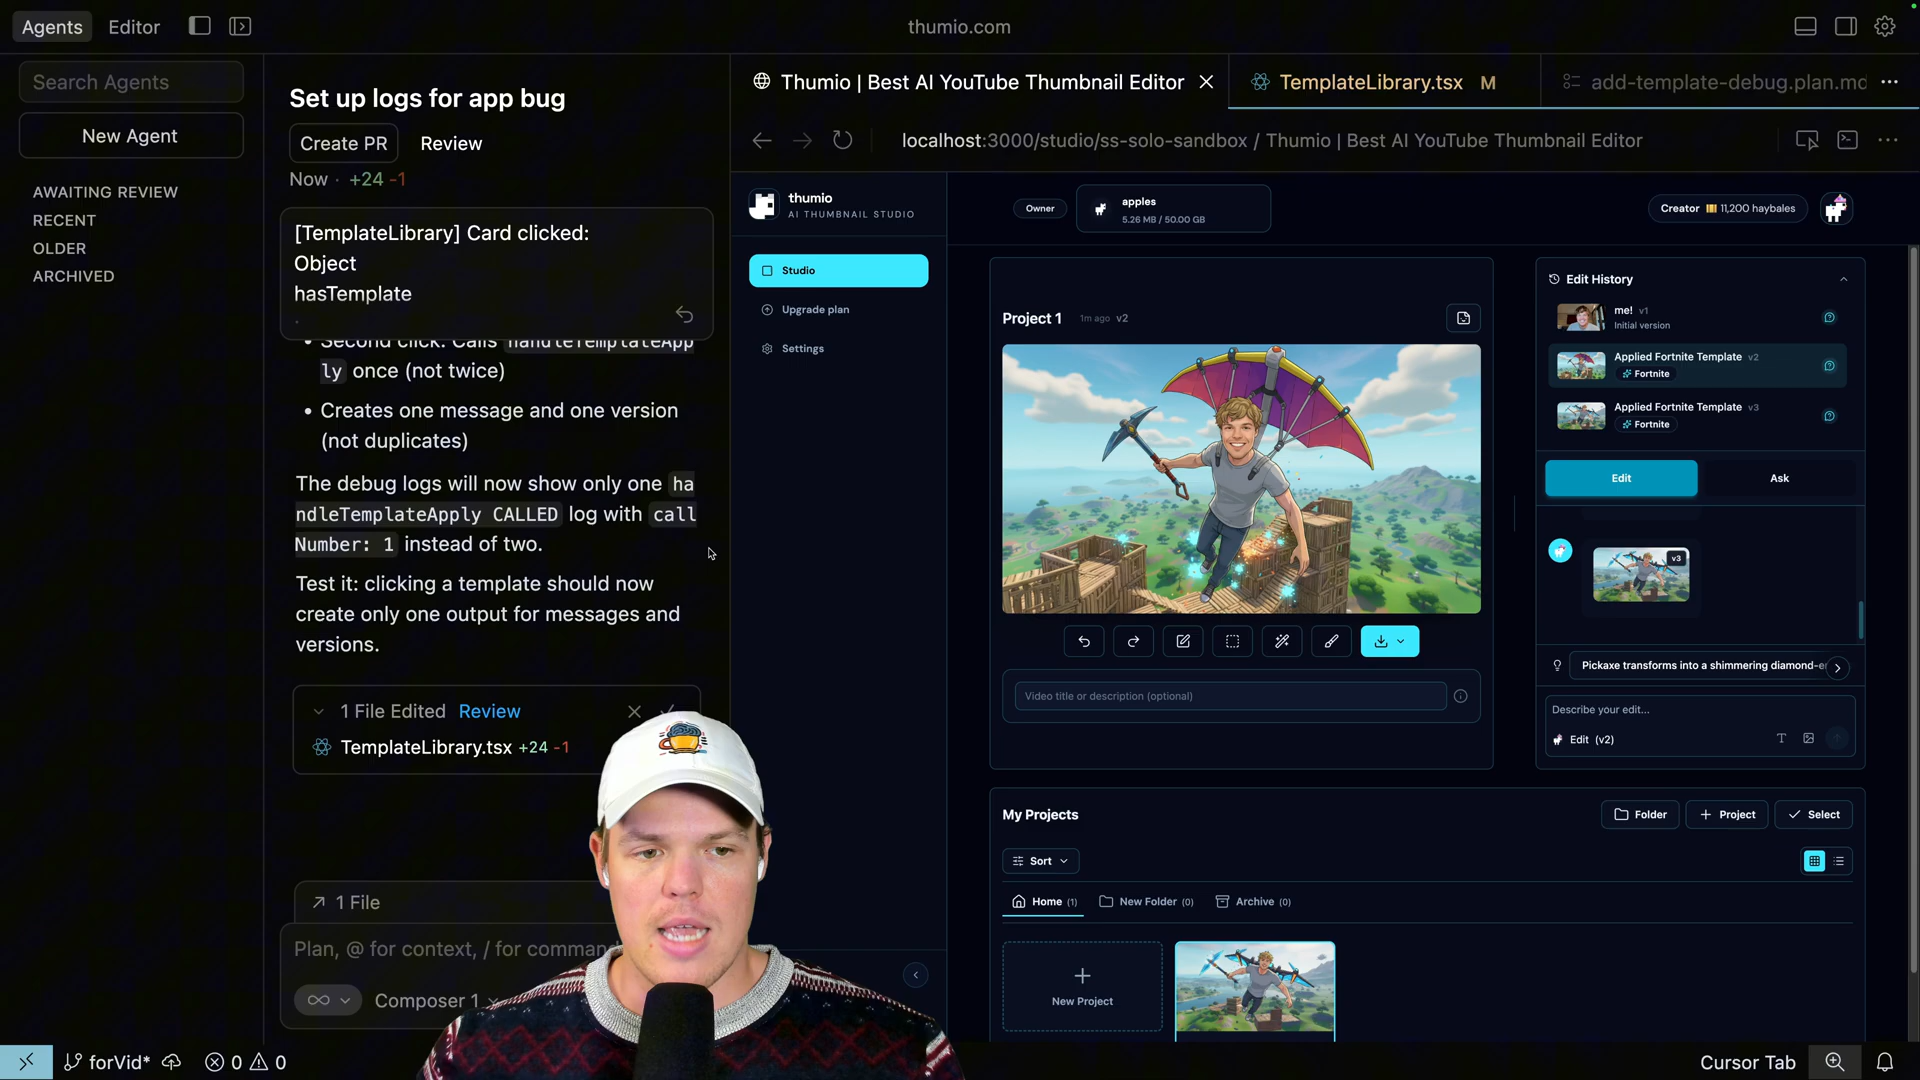 Agents
Editor
thumio.com
Search Agents
New Agent
AWAITING REVIEW
RECENT
OLDER
ARCHIVED
Set up logs for app bug
Create PR
Review
Now · +24 -1
[TemplateLibrary] Card clicked:
Object
hasTemplate
• Second click: Calls handleTemplateApp
ly once (not twice)
• Creates one message and one version
(not duplicates)
The debug logs will now show only one ha
ndleTemplateApply CALLED log with call
Number: 1 instead of two.
Test it: clicking a template should now
create only one output for messages and
versions.
1 File Edited Review
TemplateLibrary.tsx +24 -1
1 File
Plan, @ for context, / for comman
Composer 1
Thumio | Best AI YouTube Thumbnail Editor
TemplateLibrary.tsx M
add-template-debug.plan.md
localhost:3000/studio/ss-solo-sandbox / Thumio | Best AI YouTube Thumbnail Editor
thumio
AI THUMBNAIL STUDIO
Studio
Upgrade plan
Settings
Owner
apples
5.26 MB / 50.00 GB
Creator 11,200 haybales
Project 1 1m ago v2
Video title or description (optional)
Edit History
me! v1
Initial version
Applied Fortnite Template v2
Fortnite
Applied Fortnite Template v3
Fortnite
Edit
Ask
v3
Pickaxe transforms into a shimmering diamond-e
Describe your edit...
Edit (v2)
My Projects
Folder
+ Project
Select
Sort
Home (1)
New Folder (0)
Archive (0)
New Project
forVid*
0
0
Cursor Tab